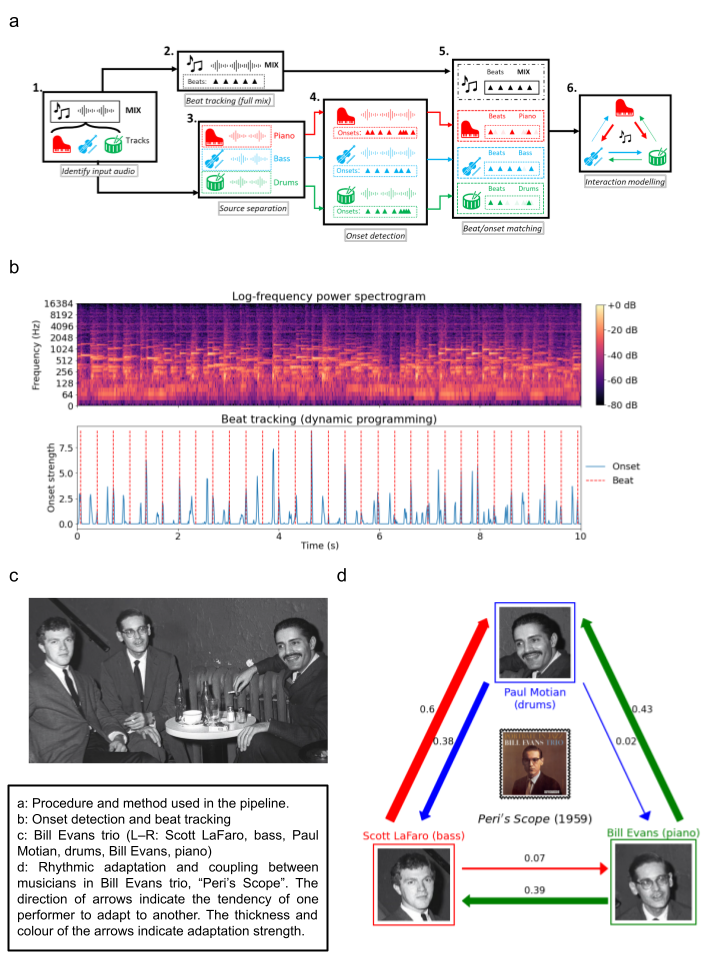 a
1.
MIX
Tracks
Identify input audio
2.
MIX
Beats:
Beat tracking (full mix)
3.
Piano
Bass
Drums
Source separation
4.
Onsets:
Onsets:
Onsets:
Onset detection
5.
Beats MIX
Beats Piano
Beats Bass
Beats Drums
Beat/onset matching
6.
Interaction modelling
b
Log-frequency power spectrogram
Frequency (Hz)
16384
8192
4096
2048
1024
512
256
128
64
0
+0 dB
-20 dB
-40 dB
-60 dB
-80 dB
Beat tracking (dynamic programming)
Onset strength
7.5
5.0
2.5
0.0
0 2 4 6 8 10
Time (s)
Onset
Beat
c
a: Procedure and method used in the pipeline.
b: Onset detection and beat tracking
c: Bill Evans trio (L–R: Scott LaFaro, bass, Paul
Motian, drums, Bill Evans, piano)
d: Rhythmic adaptation and coupling between
musicians in Bill Evans trio, “Peri’s Scope”. The
direction of arrows indicate the tendency of one
performer to adapt to another. The thickness and
colour of the arrows indicate adaptation strength.
d
Paul Motian
(drums)
0.6
0.38
0.43
0.02
PORTRAIT IN JAZZ
BILL EVANS TRIO
Peri's Scope (1959)
Scott LaFaro (bass)
Bill Evans (piano)
0.07
0.39